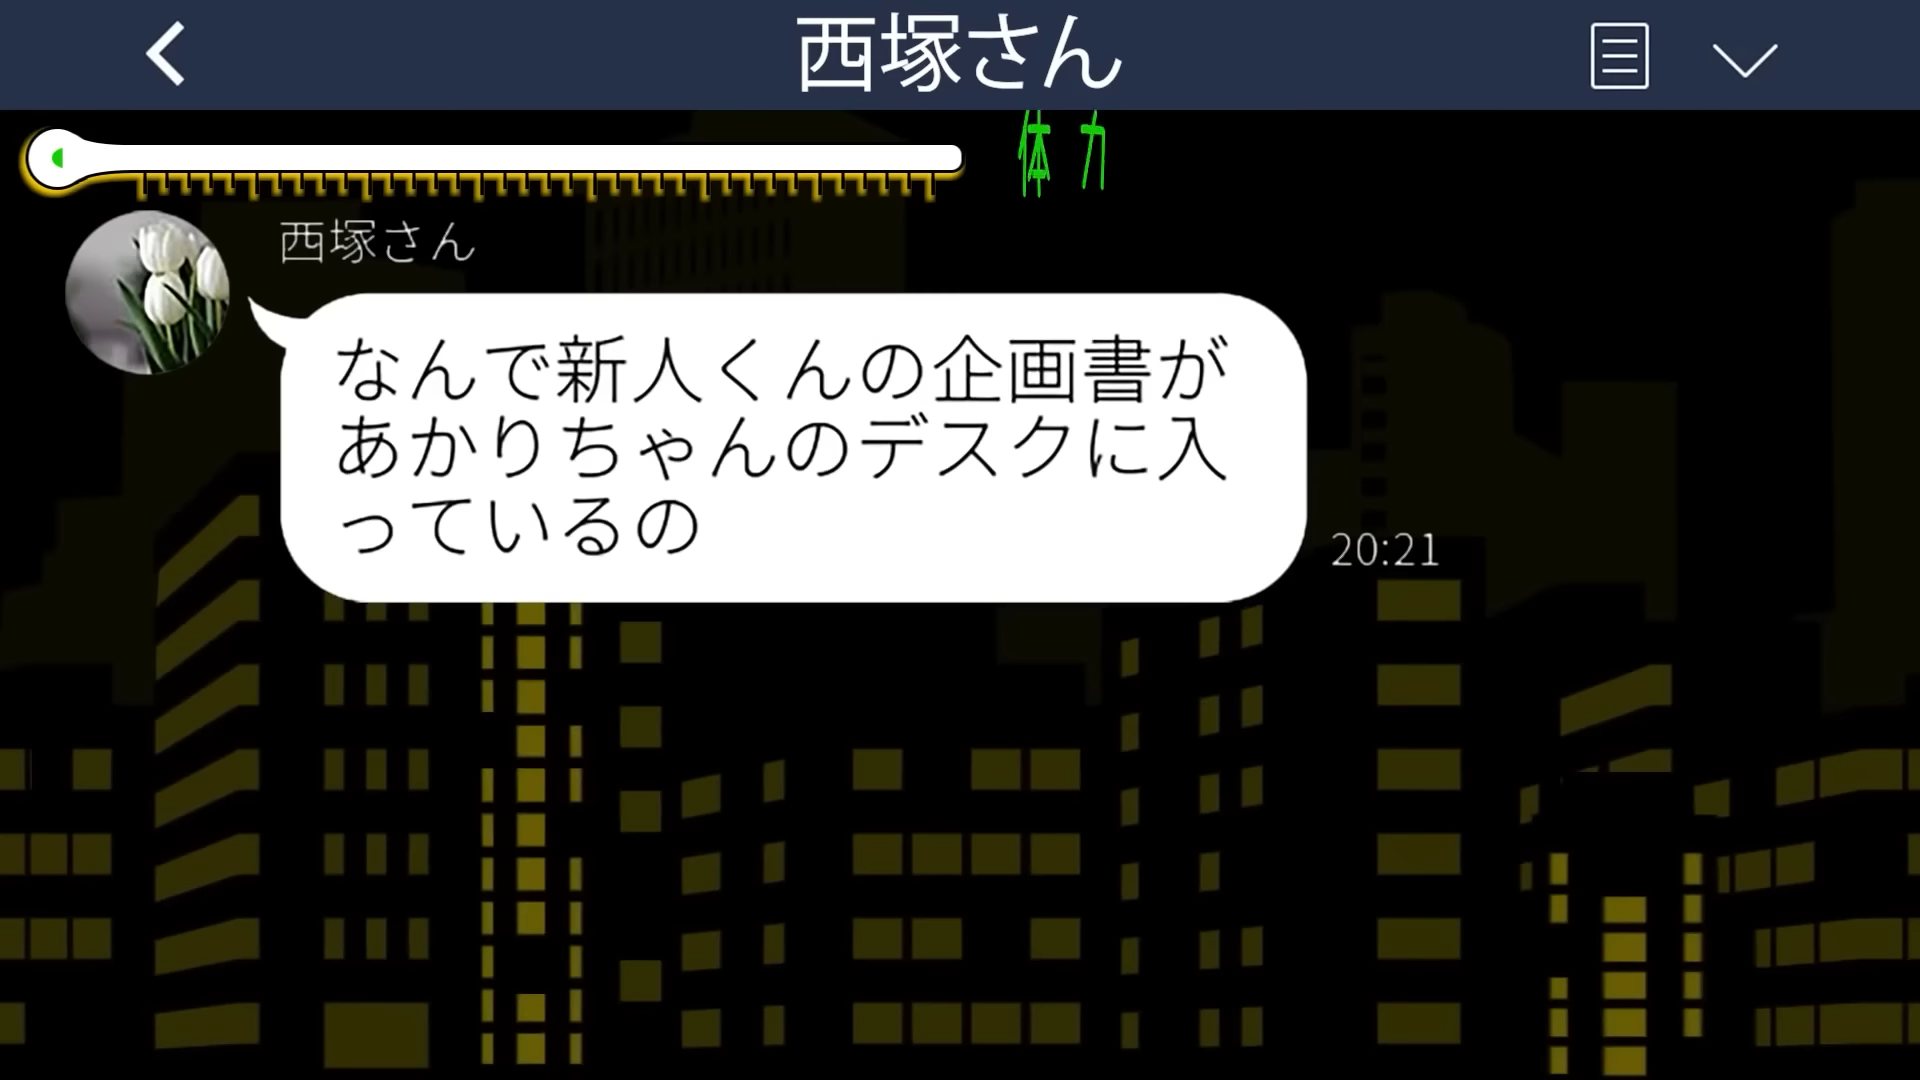 西塚さん
体力
西塚さん
なんで新人くんの企画書が
あかりちゃんのデスクに入
っているの
20:21